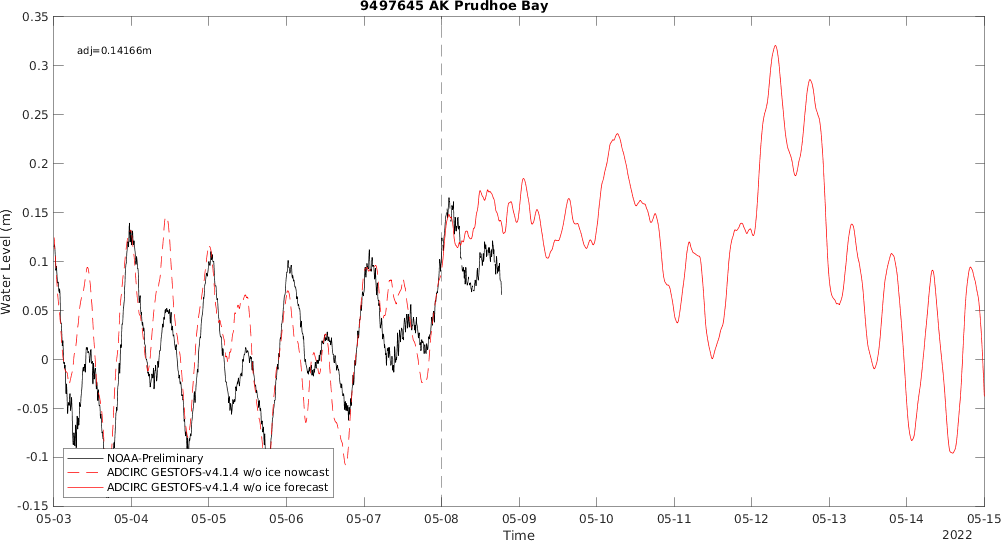 9497645 AK Prudhoe Bay
adj=0.14166m
0.35
0.3
0.25
0.2
0.15
0.1
0.05
0
-0.05
-0.1
-0.15
Water Level (m)
NOAA-Preliminary
ADCIRC GESTOFS-v4.1.4 w/o ice nowcast
ADCIRC GESTOFS-v4.1.4 w/o ice forecast
05-03 05-04 05-05 05-06 05-07 05-08 05-09 05-10 05-11 05-12 05-13 05-14 05-15
Time
2022